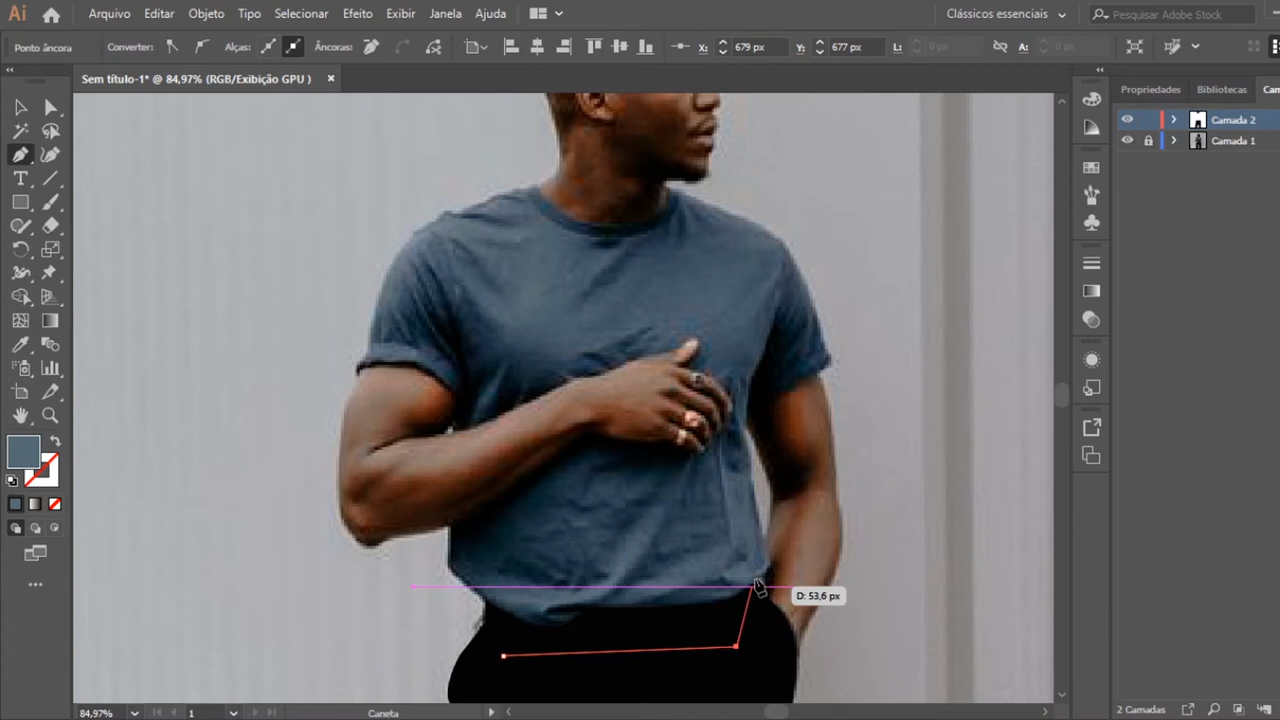 Ai Arquivo Editar Objeto Tipo Selecionar Efeito Exibir Janela Ajuda Clássicos essenciais Pesquisar Adobe Stock
Ponto âncora Converter: Alças: Âncoras: X: 679 px Y: 677 px L: 0 px A: 0 px
Sem título-1* @ 84,97% (RGB/Exibição GPU ) ×
Propriedades Bibliotecas Cam
Camada 2
Camada 1
D: 53,6 px
84,97% 1 Caneta 2 Camadas